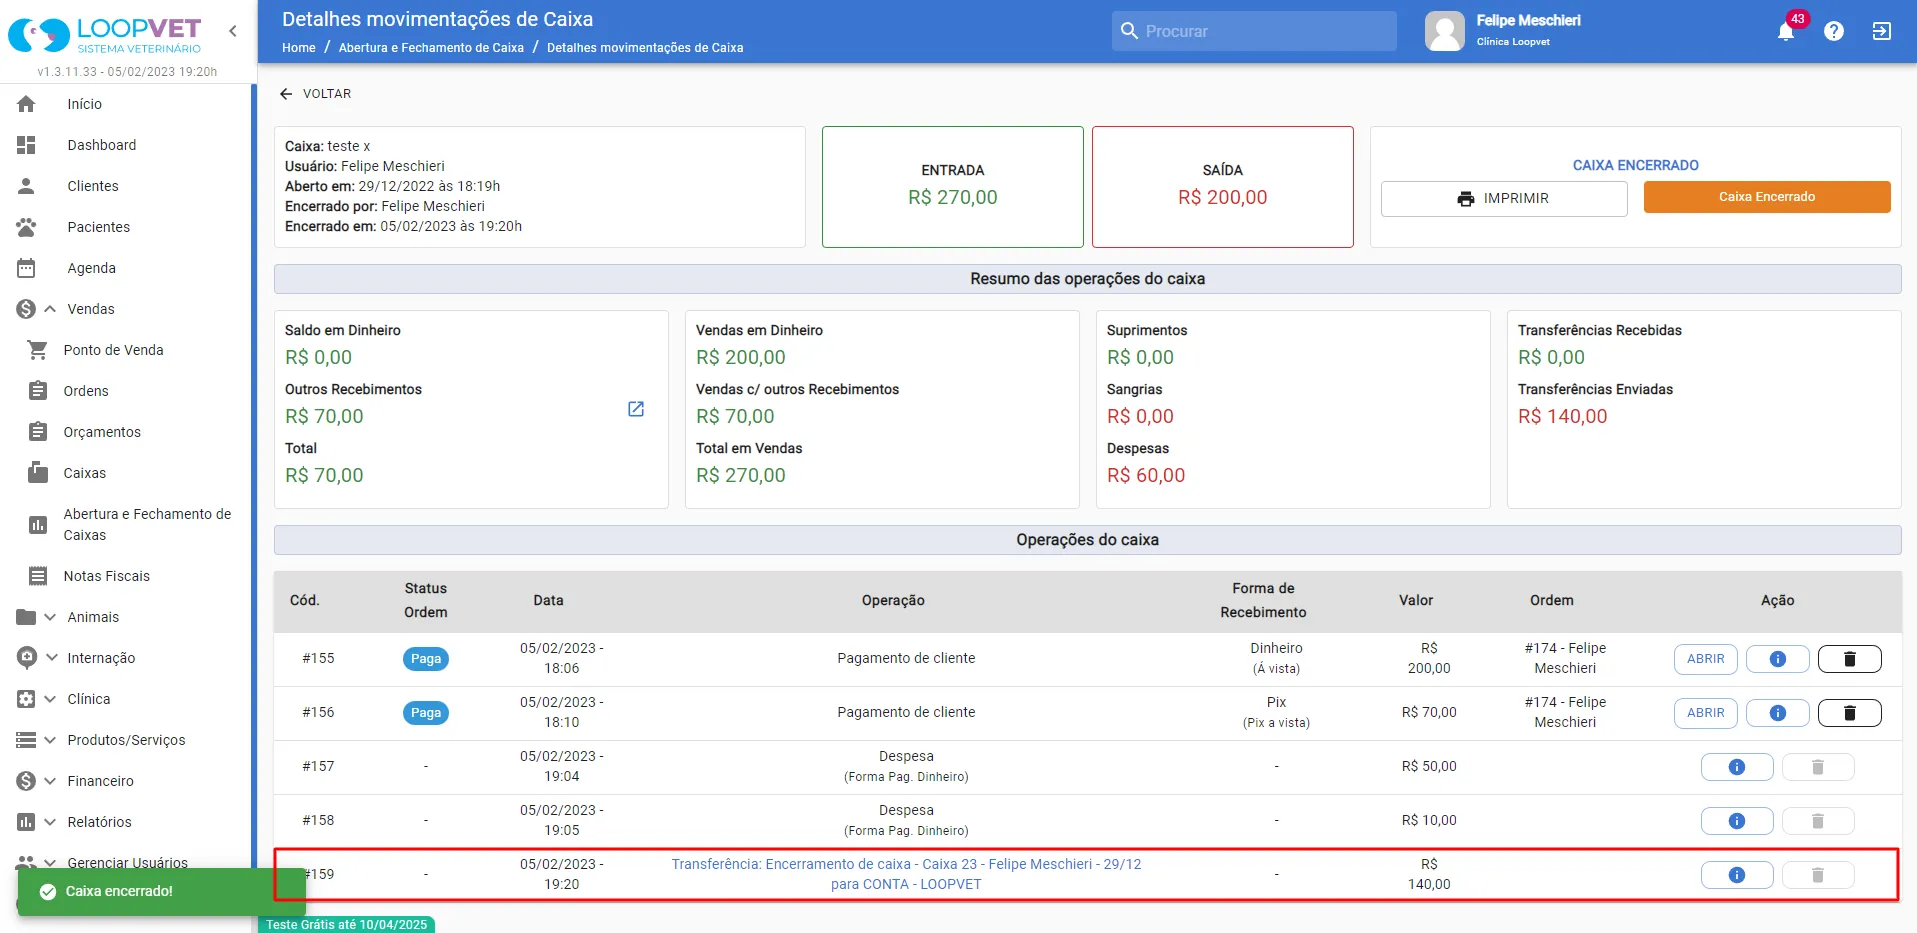 LOOPVET
SISTEMA VETERINÁRIO
v1.3.11.33 - 05/02/2023 19:20h
Início
Dashboard
Clientes
Pacientes
Agenda
Vendas
Ponto de Venda
Ordens
Orçamentos
Caixas
Abertura e Fechamento de
Caixas
Notas Fiscais
Animais
Internação
Clínica
Produtos/Serviços
Financeiro
Relatórios
Gerenciar Usuários
Caixa encerrado!
Teste Grátis até 10/04/2025
Detalhes movimentações de Caixa
Home / Abertura e Fechamento de Caixa / Detalhes movimentações de Caixa
Procurar
Felipe Meschieri
Clínica Loopvet
43
VOLTAR
Caixa: teste x
Usuário: Felipe Meschieri
Aberto em: 29/12/2022 às 18:19h
Encerrado por: Felipe Meschieri
Encerrado em: 05/02/2023 às 19:20h
ENTRADA
R$ 270,00
SAÍDA
R$ 200,00
CAIXA ENCERRADO
IMPRIMIR
Caixa Encerrado
Resumo das operações do caixa
Saldo em Dinheiro
R$ 0,00
Outros Recebimentos
R$ 70,00
Total
R$ 70,00
Vendas em Dinheiro
R$ 200,00
Vendas c/ outros Recebimentos
R$ 70,00
Total em Vendas
R$ 270,00
Suprimentos
R$ 0,00
Sangrias
R$ 0,00
Despesas
R$ 60,00
Transferências Recebidas
R$ 0,00
Transferências Enviadas
R$ 140,00
Operações do caixa
Cód. Status Ordem Data Operação Forma de Recebimento Valor Ordem Ação
#155 Paga 05/02/2023 - 18:06 Pagamento de cliente Dinheiro (Á vista) R$ 200,00 #174 - Felipe Meschieri ABRIR
#156 Paga 05/02/2023 - 18:10 Pagamento de cliente Pix (Pix a vista) R$ 70,00 #174 - Felipe Meschieri ABRIR
#157 - 05/02/2023 - 19:04 Despesa (Forma Pag. Dinheiro) - R$ 50,00
#158 - 05/02/2023 - 19:05 Despesa (Forma Pag. Dinheiro) - R$ 10,00
#159 - 05/02/2023 - 19:20 Transferência: Encerramento de caixa - Caixa 23 - Felipe Meschieri - 29/12 para CONTA - LOOPVET - R$ 140,00